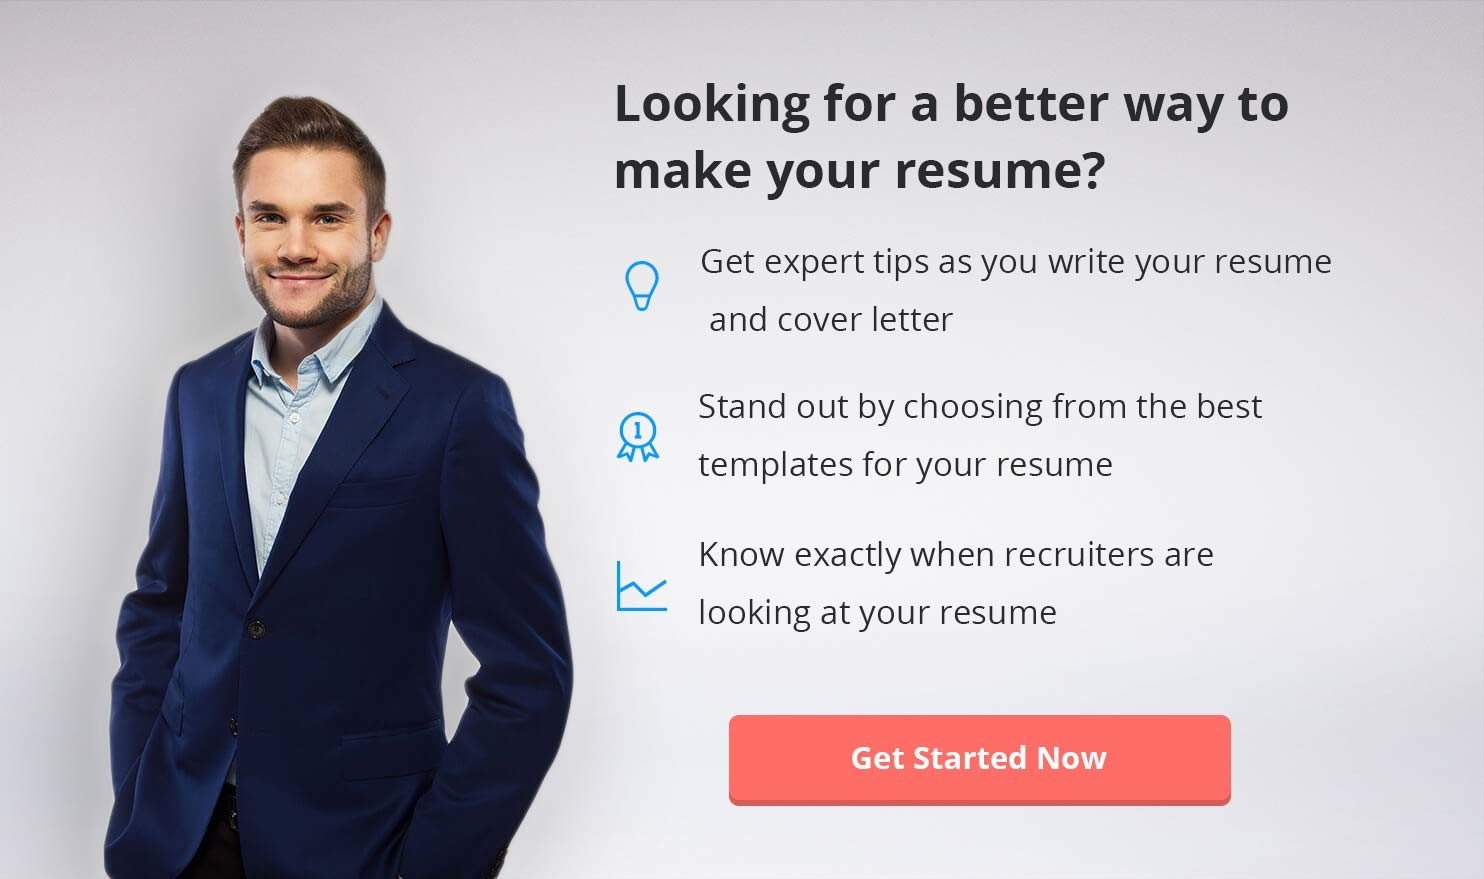 Looking for a better way to
make your resume?
Get expert tips as you write your resume
and cover letter
1
Stand out by choosing from the best
templates for your resume
Know exactly when recruiters are
looking at your resume
Get Started Now